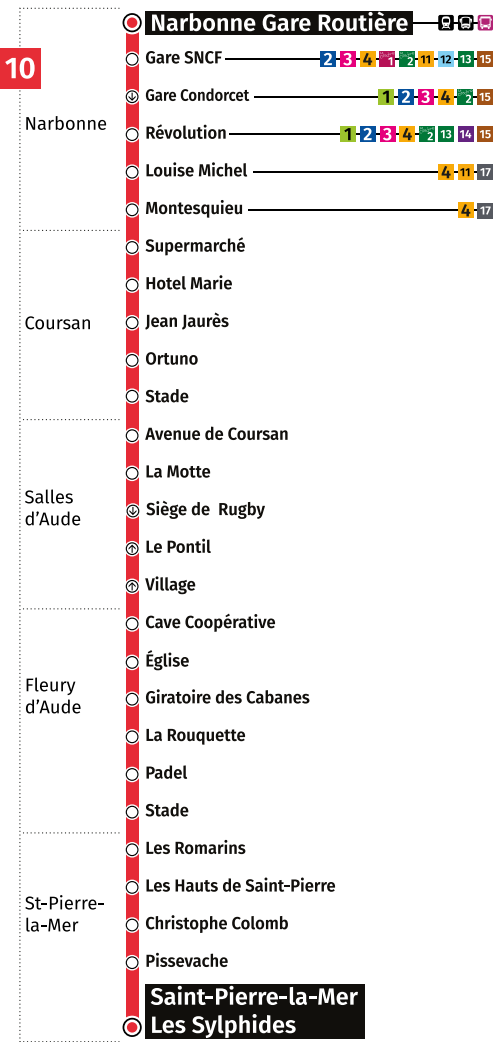 Narbonne Gare Routière
10
Gare SNCF 2 3 4 1 2 11 12 13 15
Gare Condorcet 1 2 3 4 2 15
Narbonne
Révolution 1 2 3 4 2 13 14 15
Louise Michel 4 11 17
Montesquieu 4 17
Supermarché
Hotel Marie
Coursan
Jean Jaurès
Ortuno
Stade
Avenue de Coursan
La Motte
Salles
d'Aude
Siège de Rugby
Le Pontil
Village
Cave Coopérative
Église
Fleury
d'Aude
Giratoire des Cabanes
La Rouquette
Padel
Stade
Les Romarins
Les Hauts de Saint-Pierre
St-Pierre-
la-Mer
Christophe Colomb
Pissevache
Saint-Pierre-la-Mer
Les Sylphides